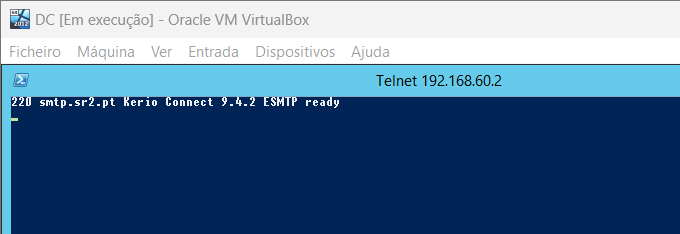 DC [Em execução] - Oracle VM VirtualBox
Ficheiro Máquina Ver Entrada Dispositivos Ajuda
Telnet 192.168.60.2
220 smtp.sr2.pt Kerio Connect 9.4.2 ESMTP ready